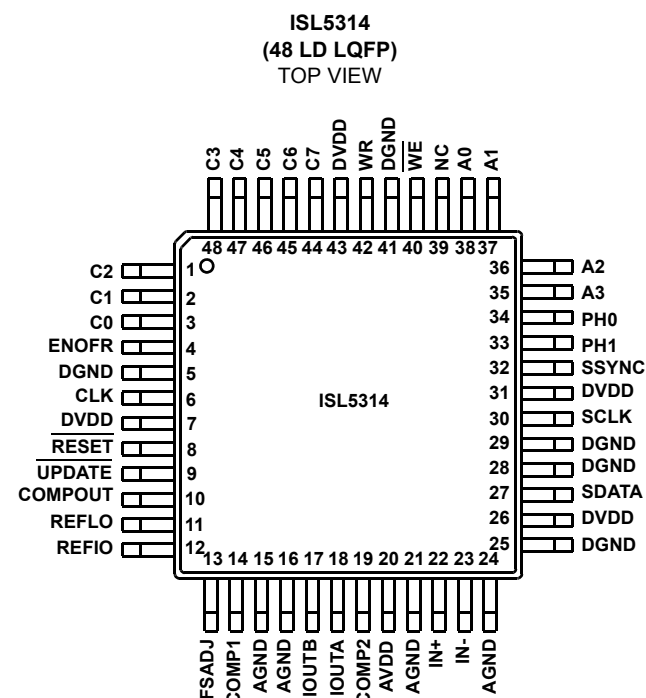 ISL5314
(48 LD LQFP)
TOP VIEW
C3 C4 C5 C6 C7 DVDD WR DGND WE NC A0 A1
48 47 46 45 44 43 42 41 40 39 38 37
C2 1 36 A2
C1 2 35 A3
C0 3 34 PH0
ENOFR 4 33 PH1
DGND 5 32 SSYNC
CLK 6 31 DVDD
ISL5314
DVDD 7 30 SCLK
RESET 8 29 DGND
UPDATE 9 28 DGND
COMPOUT 10 27 SDATA
REFLO 11 26 DVDD
REFIO 12 25 DGND
13 14 15 16 17 18 19 20 21 22 23 24
FSADJ COMP1 AGND AGND IOUTB IOUTA COMP2 AVDD AGND IN+ IN- AGND